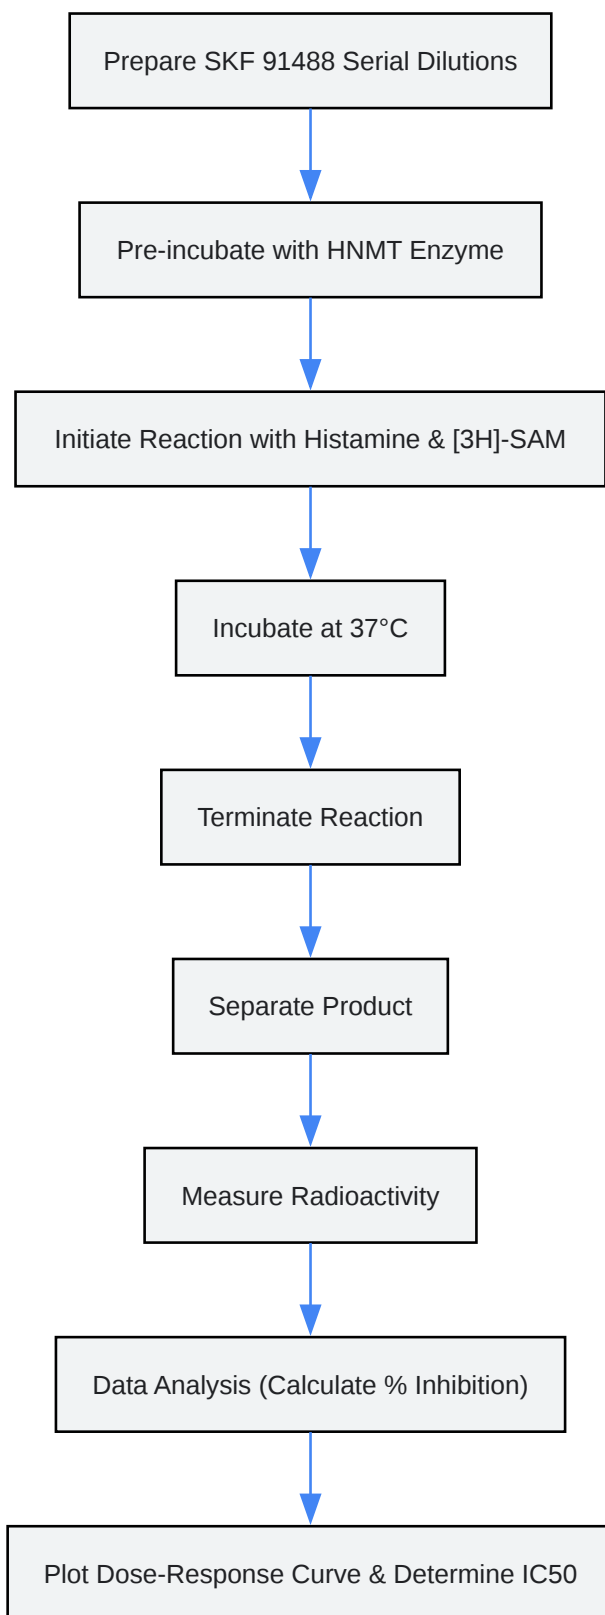 Prepare SKF 91488 Serial Dilutions
Pre-incubate with HNMT Enzyme
Initiate Reaction with Histamine & [3H]-SAM
Incubate at 37°C
Terminate Reaction
Separate Product
Measure Radioactivity
Data Analysis (Calculate % Inhibition)
Plot Dose-Response Curve & Determine IC50